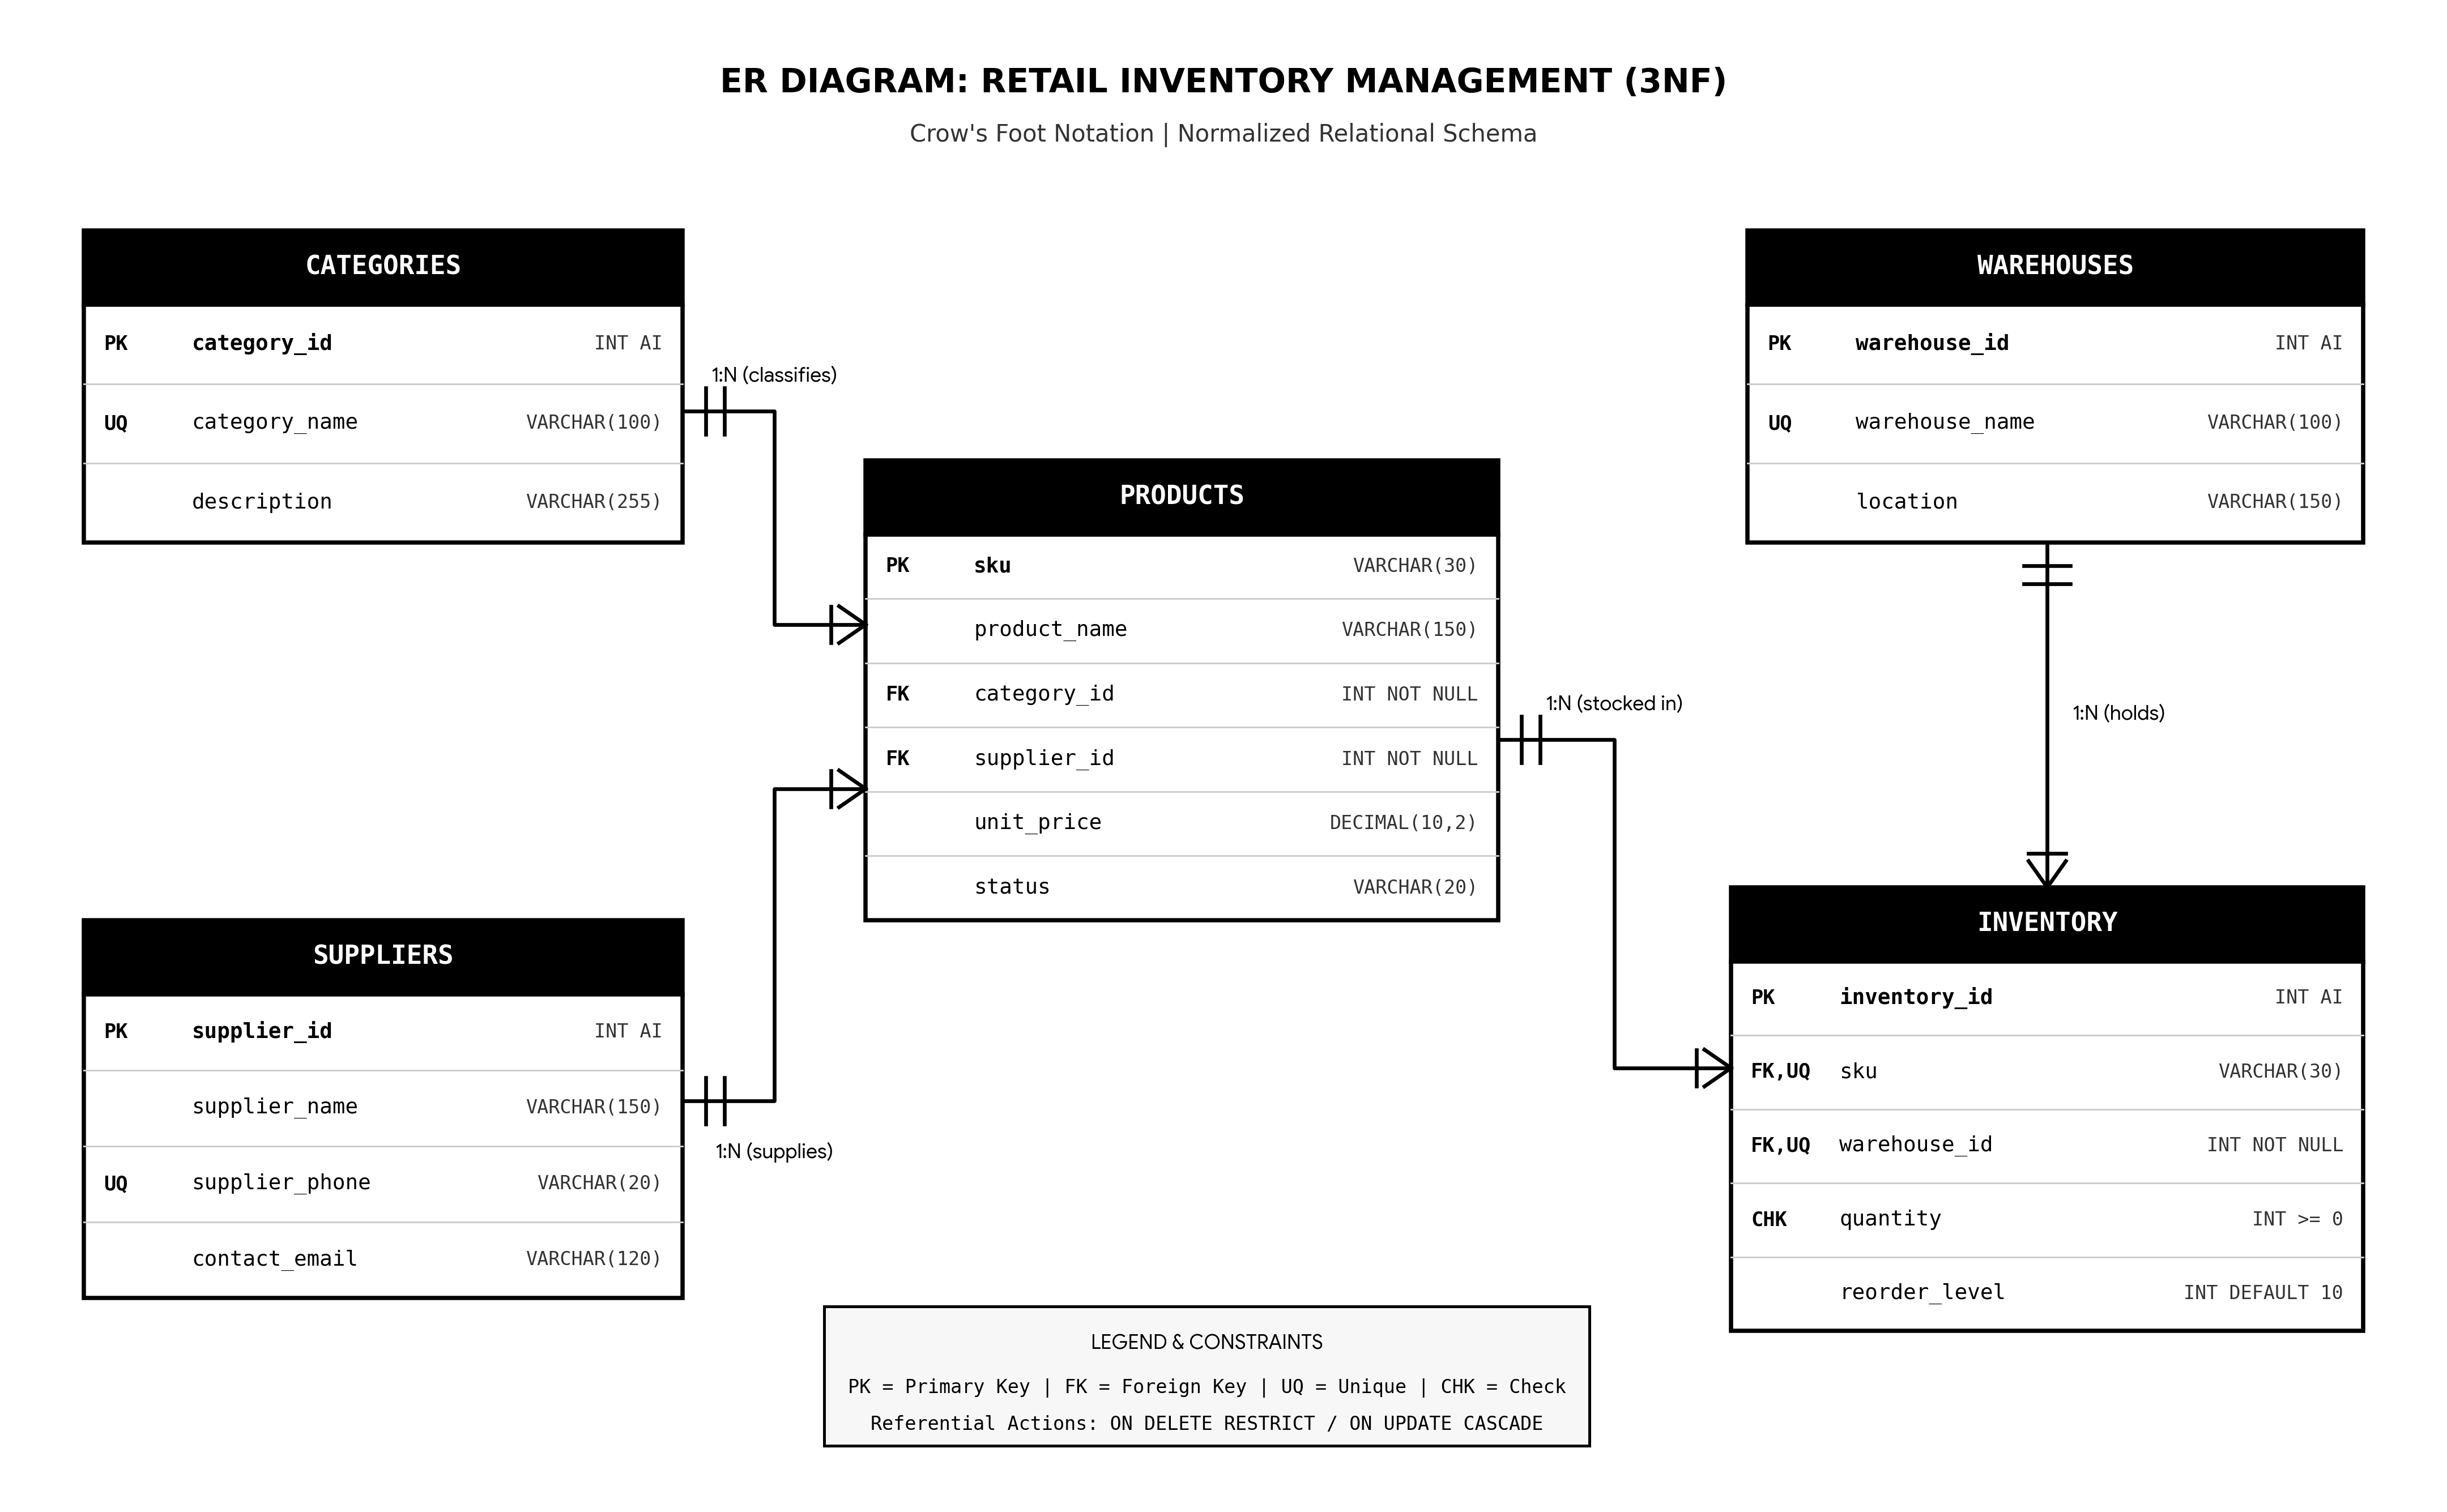 ER DIAGRAM: RETAIL INVENTORY MANAGEMENT (3NF)
Crow's Foot Notation | Normalized Relational Schema
CATEGORIES
PK category_id INT AI
UQ category_name VARCHAR(100)
description VARCHAR(255)
1:N (classifies)
WAREHOUSES
PK warehouse_id INT AI
UQ warehouse_name VARCHAR(100)
location VARCHAR(150)
PRODUCTS
PK sku VARCHAR(30)
product_name VARCHAR(150)
FK category_id INT NOT NULL
FK supplier_id INT NOT NULL
unit_price DECIMAL(10,2)
status VARCHAR(20)
1:N (stocked in)
1:N (holds)
SUPPLIERS
PK supplier_id INT AI
supplier_name VARCHAR(150)
UQ supplier_phone VARCHAR(20)
contact_email VARCHAR(120)
1:N (supplies)
INVENTORY
PK inventory_id INT AI
FK,UQ sku VARCHAR(30)
FK,UQ warehouse_id INT NOT NULL
CHK quantity INT >= 0
reorder_level INT DEFAULT 10
LEGEND & CONSTRAINTS
PK = Primary Key | FK = Foreign Key | UQ = Unique | CHK = Check
Referential Actions: ON DELETE RESTRICT / ON UPDATE CASCADE